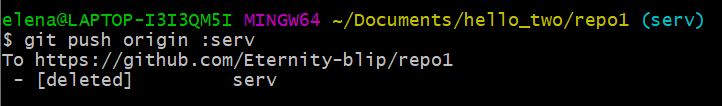 elena@LAPTOP-I3I3QM5I MINGW64 ~/Documents/hello_two/repo1 (serv)
$ git push origin :serv
To https://github.com/Eternity-blip/repo1
 - [deleted]         serv